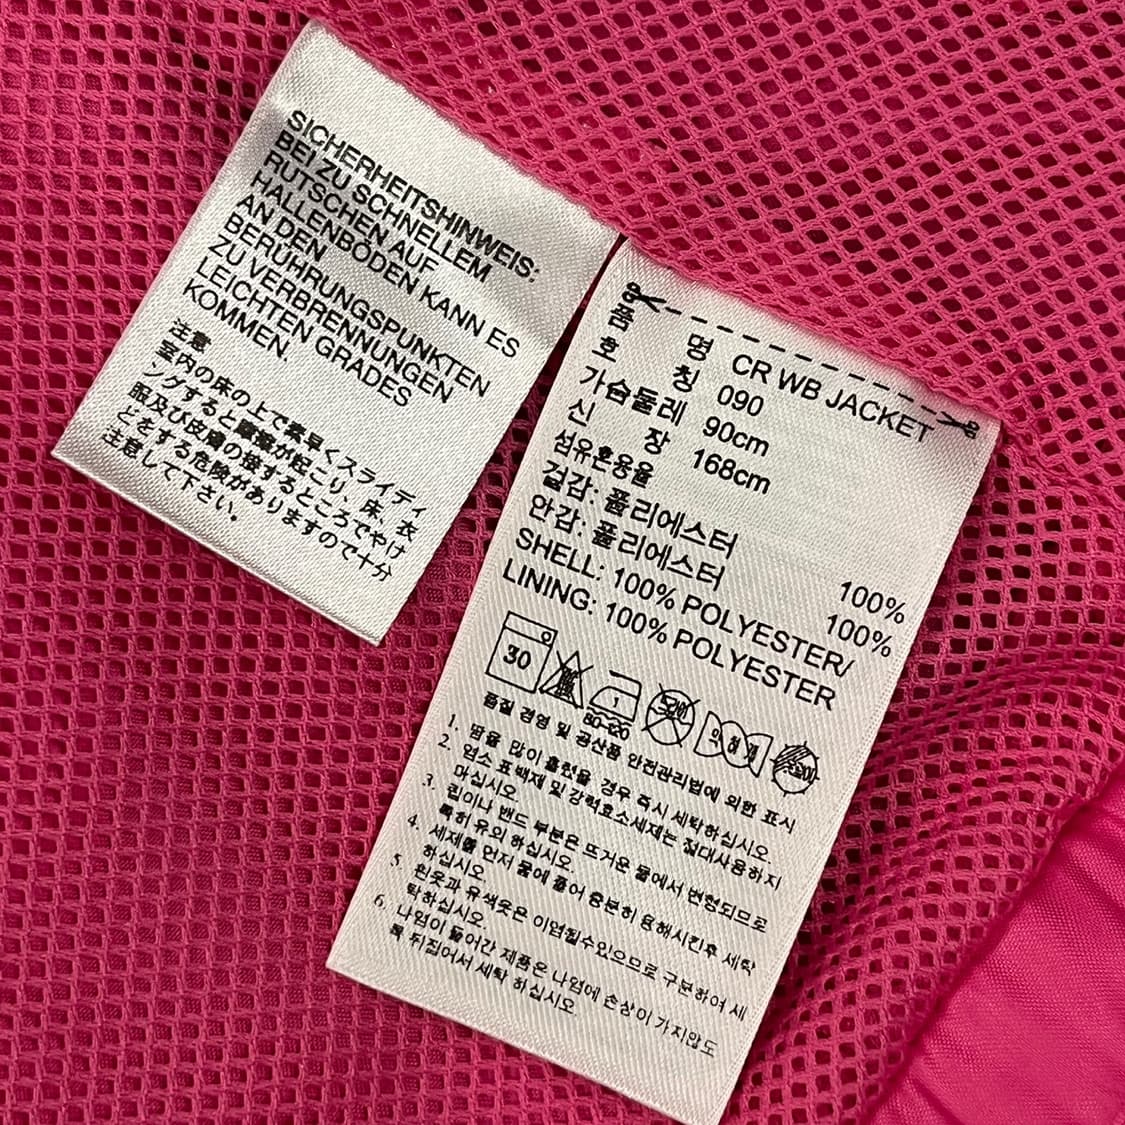 SICHERHEITSHINWEIS:
BEI ZU SCHNELLEM
RUTSCHEN AUF
HALLENBÖDEN KANN ES
AN DEN
BERÜHRUNGSPUNKTEN
ZU VERBRENNUNGEN
LEICHTEN GRADES
KOMMEN.
注意
室内の床の上で素早くスライディ
ングすると摩擦が起こり、床、衣
服及び皮膚の接するところでやけ
どをする危険がありますので十分
注意して下さい。
품 명 CR WB JACKET
호 칭 090
가슴둘레 90cm
신 장 168cm
섬유혼용율
겉감: 폴리에스터 100%
안감: 폴리에스터 100%
SHELL: 100% POLYESTER/
LINING: 100% POLYESTER
30
1
80~120
드라이
약하게
품질 경영 및 공산품 안전관리법에 의한 표시
1. 땀을 많이 흘렸을 경우 즉시 세탁하십시오.
2. 염소 표백제 및 강력효소세제는 절대사용하지
마십시오.
3. 립이나 밴드 부분은 뜨거운 물에서 변형되므로
특히 유의 하십시오.
4. 세제를 먼저 물에 풀어 충분히 용해시킨후 세탁
하십시오
5. 흰옷과 유색옷은 이염될수있으므로 구분하여 세
탁하십시오.
6. 나염이 들어간 제품은 나염에 손상이 가지않도
록 뒤집어서 세탁 하십시오.